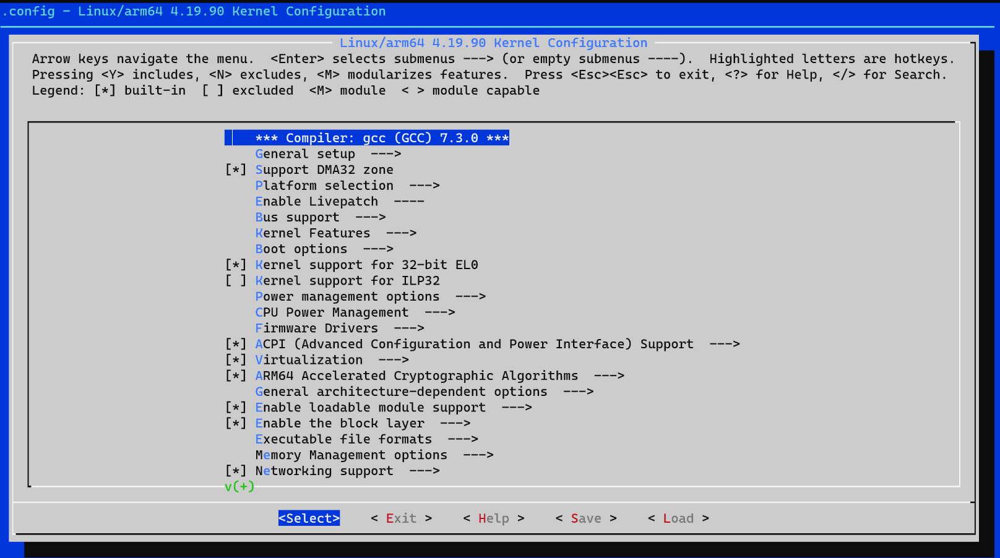 .config - Linux/arm64 4.19.90 Kernel Configuration
Linux/arm64 4.19.90 Kernel Configuration
Arrow keys navigate the menu.  <Enter> selects submenus ---> (or empty submenus ----).  Highlighted letters are hotkeys.
Pressing <Y> includes, <N> excludes, <M> modularizes features.  Press <Esc><Esc> to exit, <?> for Help, </> for Search.
Legend: [*] built-in  [ ] excluded  <M> module  < > module capable
*** Compiler: gcc (GCC) 7.3.0 ***
General setup  --->
[*] Support DMA32 zone
Platform selection  --->
Enable Livepatch  ----
Bus support  --->
Kernel Features  --->
Boot options  --->
[*] Kernel support for 32-bit EL0
[ ] Kernel support for ILP32
Power management options  --->
CPU Power Management  --->
Firmware Drivers  --->
[*] ACPI (Advanced Configuration and Power Interface) Support  --->
[*] Virtualization  --->
[*] ARM64 Accelerated Cryptographic Algorithms  --->
General architecture-dependent options  --->
[*] Enable loadable module support  --->
[*] Enable the block layer  --->
Executable file formats  --->
Memory Management options  --->
[*] Networking support  --->
v(+)
<Select>    < Exit >    < Help >    < Save >    < Load >